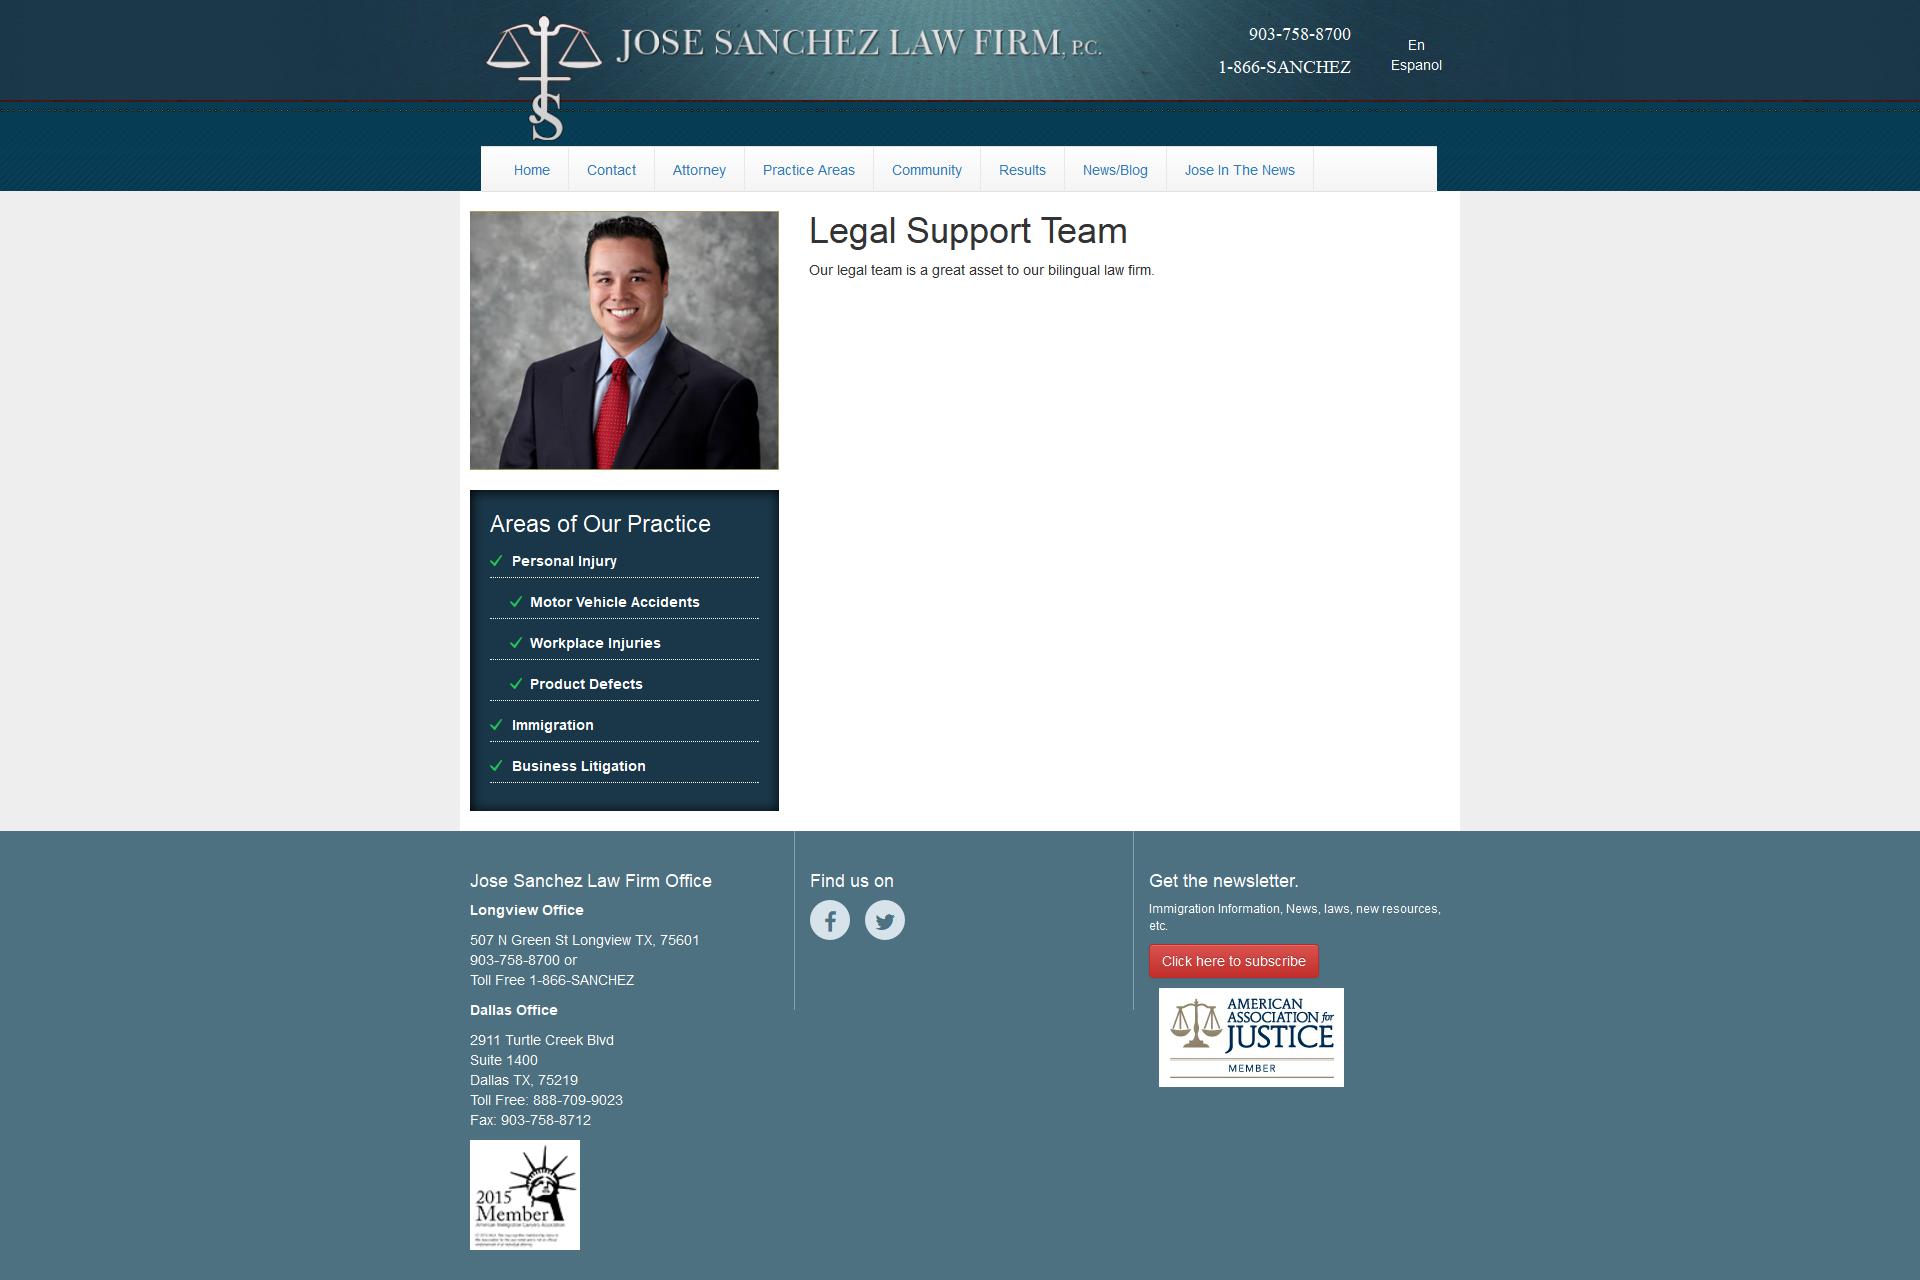 JOSE SANCHEZ LAW FIRM, P.C.
903-758-8700
1-866-SANCHEZ
En
Espanol
JS
Home
Contact
Attorney
Practice Areas
Community
Results
News/Blog
Jose In The News
Legal Support Team
Our legal team is a great asset to our bilingual law firm.
Areas of Our Practice
Personal Injury
Motor Vehicle Accidents
Workplace Injuries
Product Defects
Immigration
Business Litigation
Jose Sanchez Law Firm Office
Longview Office
507 N Green St Longview TX, 75601
903-758-8700 or
Toll Free 1-866-SANCHEZ
Dallas Office
2911 Turtle Creek Blvd
Suite 1400
Dallas TX, 75219
Toll Free: 888-709-9023
Fax: 903-758-8712
2015
Member
American Immigration Lawyers Association
Find us on
Get the newsletter.
Immigration Information, News, laws, new resources,
etc.
Click here to subscribe
AMERICAN
ASSOCIATION for
JUSTICE
MEMBER